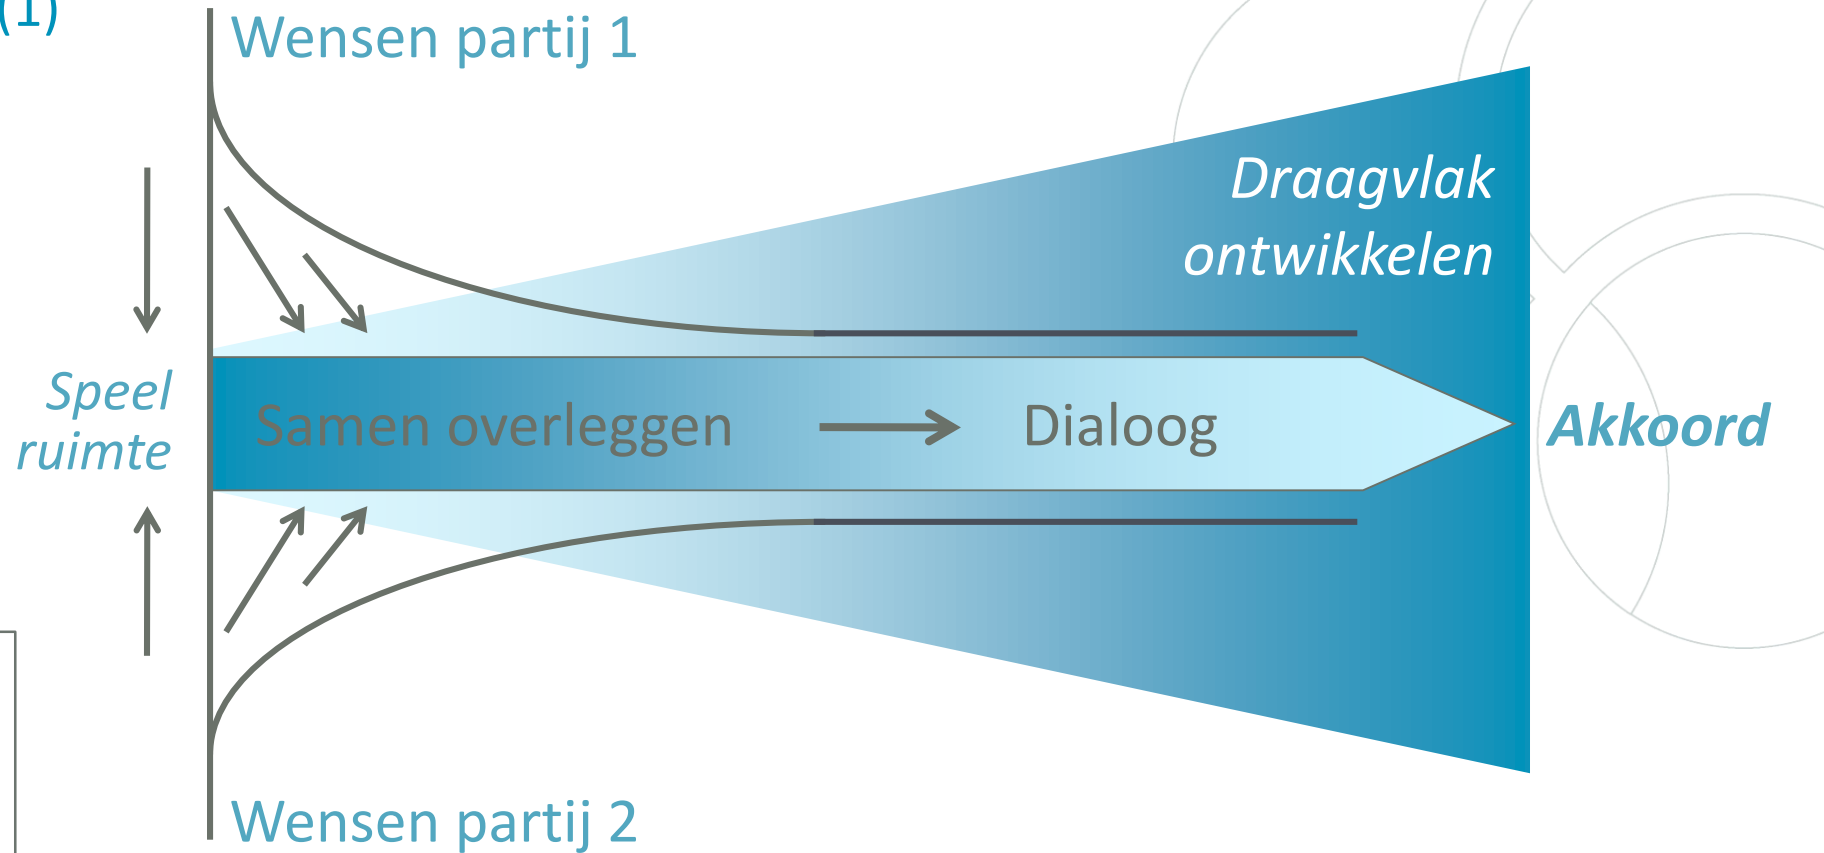 (1)
Wensen partij 1
Draagvlak
ontwikkelen
Speel
ruimte
Samen overleggen
Dialoog
Akkoord
Wensen partij 2